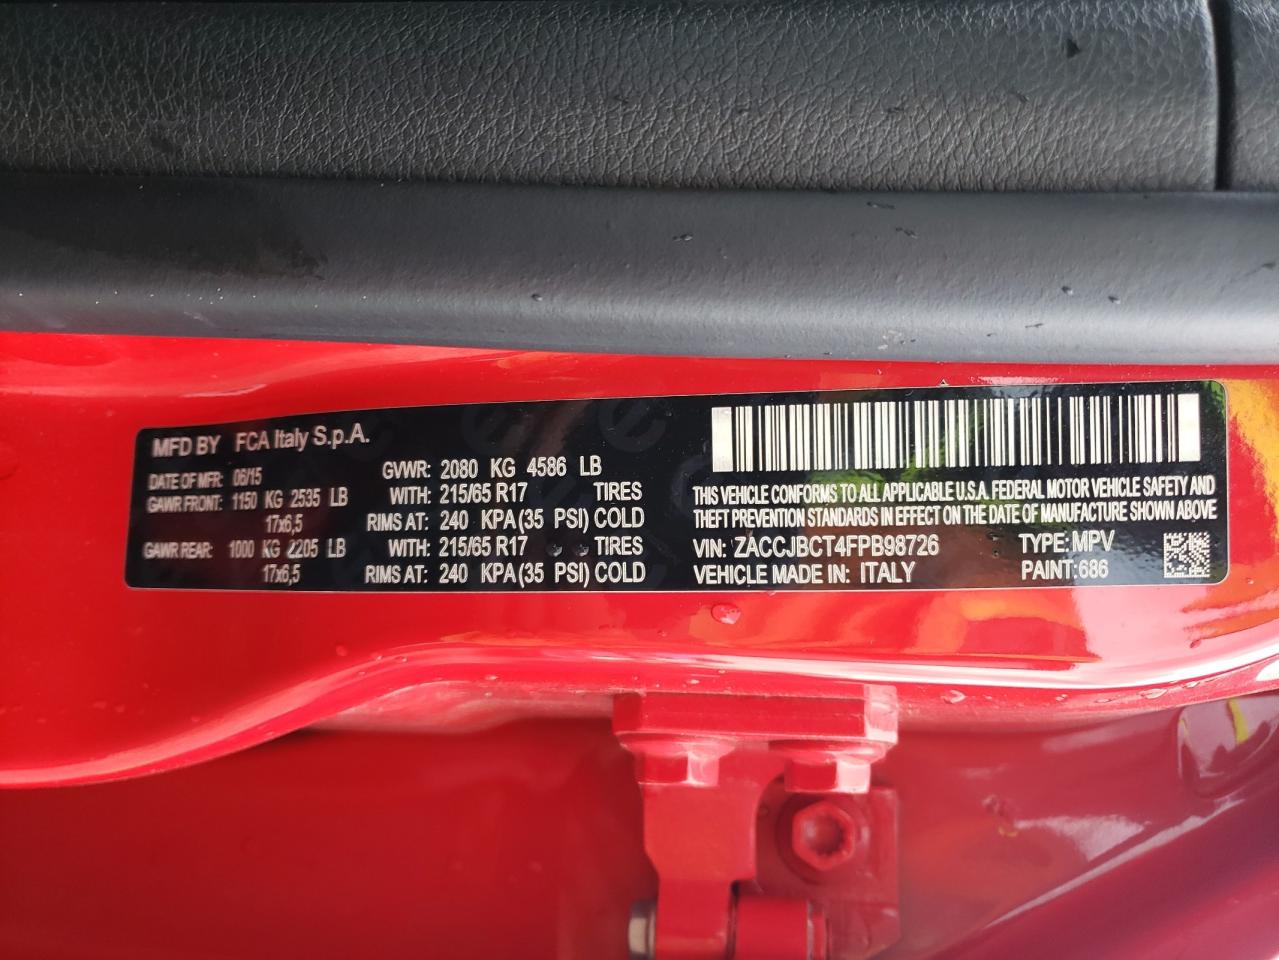 MFD BY FCA Italy S.p.A.
DATE OF MFR: 06/15 GVWR: 2080 KG 4586 LB
GAWR FRONT: 1150 KG 2535 LB WITH: 215/65 R17 TIRES
17x6,5 RIMS AT: 240 KPA (35 PSI) COLD
GAWR REAR: 1000 KG 2205 LB WITH: 215/65 R17 TIRES
17x6,5 RIMS AT: 240 KPA (35 PSI) COLD
THIS VEHICLE CONFORMS TO ALL APPLICABLE U.S.A. FEDERAL MOTOR VEHICLE SAFETY AND
THEFT PREVENTION STANDARDS IN EFFECT ON THE DATE OF MANUFACTURE SHOWN ABOVE
VIN: ZACCJBCT4FPB98726 TYPE: MPV
VEHICLE MADE IN: ITALY PAINT:686